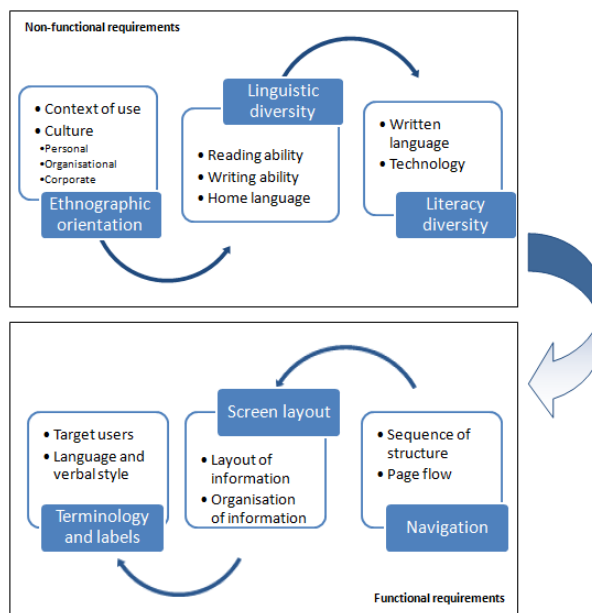 Non-functional requirements
• Context of use
• Culture
•Personal
•Organisational
•Corporate
Ethnographic
orientation
Linguistic
diversity
• Reading ability
• Writing ability
• Home language
• Written
language
• Technology
Literacy
diversity
• Target users
• Language and
verbal style
Terminology
and labels
Screen layout
• Layout of
information
• Organisation
of information
• Sequence of
structure
• Page flow
Navigation
Functional requirements